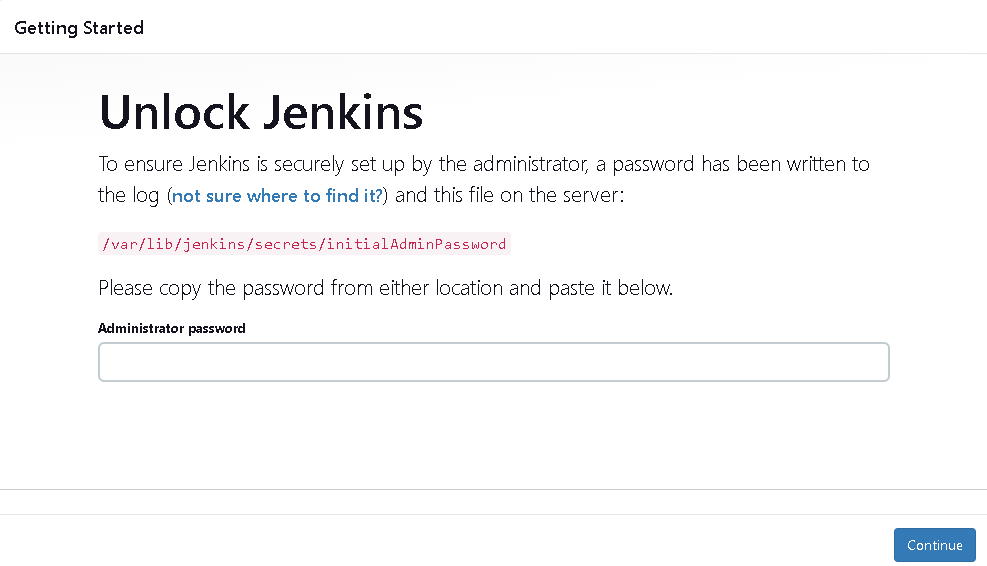 Getting Started
Unlock Jenkins
To ensure Jenkins is securely set up by the administrator, a password has been written to
the log (not sure where to find it?) and this file on the server:
/var/lib/jenkins/secrets/initialAdminPassword
Please copy the password from either location and paste it below.
Administrator password
Continue